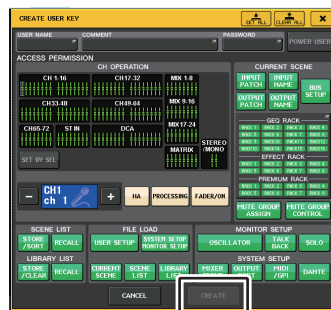 CREATE USER KEY
SET ALL
CLEAR ALL
USER NAME
COMMENT
PASSWORD
POWER USER
ACCESS PERMISSION
CH OPERATION
CH 1-16
CH17-32
MIX 1-8
CH33-48
CH49-64
MIX 9-16
CH65-72
ST IN
DCA
MIX17-24
MATRIX
STEREO
/MONO
SET BY SEL
CH1
ch 1
HA
PROCESSING
FADER/ON
CURRENT SCENE
INPUT
PATCH
INPUT
NAME
BUS
SETUP
OUTPUT
PATCH
OUTPUT
NAME
GEQ RACK
EFFECT RACK
PREMIUM RACK
MUTE GROUP
ASSIGN
MUTE GROUP
CONTROL
SCENE LIST
STORE
/SORT
RECALL
FILE LOAD
USER SETUP
SYSTEM SETUP
MONITOR SETUP
MONITOR SETUP
OSCILLATOR
TALK
BACK
SOLO
LIBRARY LIST
STORE
/CLEAR
RECALL
CURRENT
SCENE
SCENE
LIST
LIBRARY
LIST
SYSTEM SETUP
MIXER
SETUP
OUTPUT
PORT
MIDI
/GPI
DANTE
CANCEL
CREATE